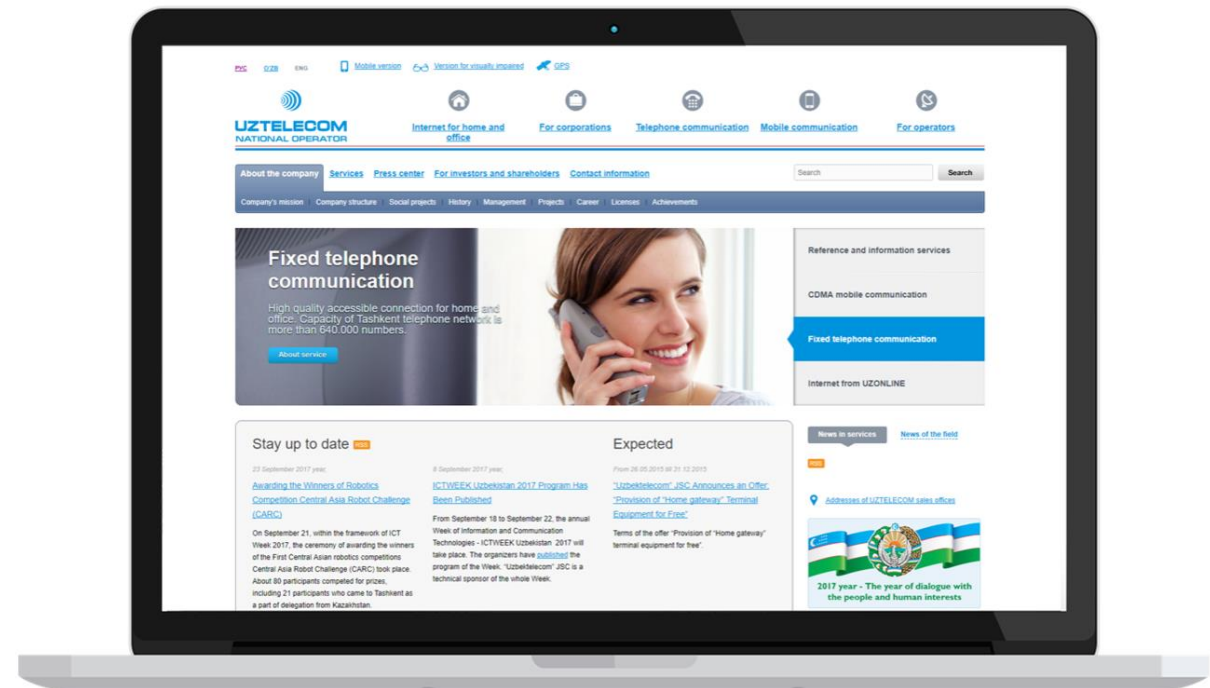 РУС O'ZB ENG Mobile version Version for visually impaired GPS
UZTELECOM
NATIONAL OPERATOR
Internet for home and
office
For corporations
Telephone communication
Mobile communication
For operators
About the company Services Press center For investors and shareholders Contact information
Search Search
Company's mission Company structure Social projects History Management Projects Career Licenses Achievements
Fixed telephone
communication
High quality accessible connection for home and
office. Capacity of Tashkent telephone network is
more than 640.000 numbers.
About service
Reference and information services
CDMA mobile communication
Fixed telephone communication
Internet from UZONLINE
Stay up to date RSS
23 September 2017 year,
Awarding the Winners of Robotics
Competition Central Asia Robot Challenge
(CARC)
On September 21, within the framework of ICT
Week 2017, the ceremony of awarding the winners
of the First Central Asian robotics competitions
Central Asia Robot Challenge (CARC) took place.
About 80 participants competed for prizes,
including 21 participants who came to Tashkent as
a part of delegation from Kazakhstan.
6 September 2017 year,
ICTWEEK Uzbekistan 2017 Program Has
Been Published
From September 18 to September 22, the annual
Week of Information and Communication
Technologies - ICTWEEK Uzbekistan 2017 will
take place. The organizers have published the
program of the Week. "Uzbektelecom" JSC is a
technical sponsor of the whole Week.
Expected
From 26.05.2015 till 31.12.2015
"Uzbektelecom" JSC Announces an Offer:
"Provision of "Home gateway" Terminal
Equipment for Free"
Terms of the offer "Provision of "Home gateway"
terminal equipment for free".
News in services News of the field
RSS
Addresses of UZTELECOM sales offices
2017 year - The year of dialogue with
the people and human interests